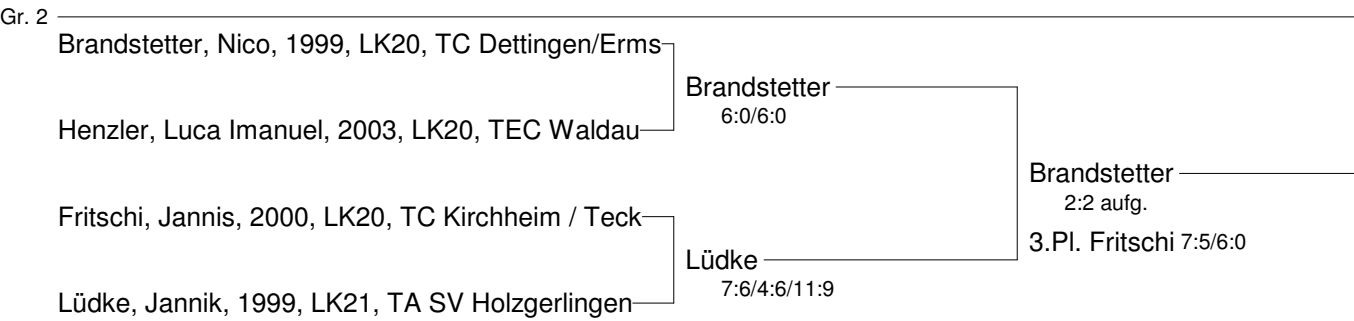 Gr. 2
Brandstetter, Nico, 1999, LK20, TC Dettingen/Erms
Brandstetter
6:0/6:0
Henzler, Luca Imanuel, 2003, LK20, TEC Waldau
Brandstetter
2:2 aufg.
Fritschi, Jannis, 2000, LK20, TC Kirchheim / Teck
3.Pl. Fritschi 7:5/6:0
Lüdke
7:6/4:6/11:9
Lüdke, Jannik, 1999, LK21, TA SV Holzgerlingen